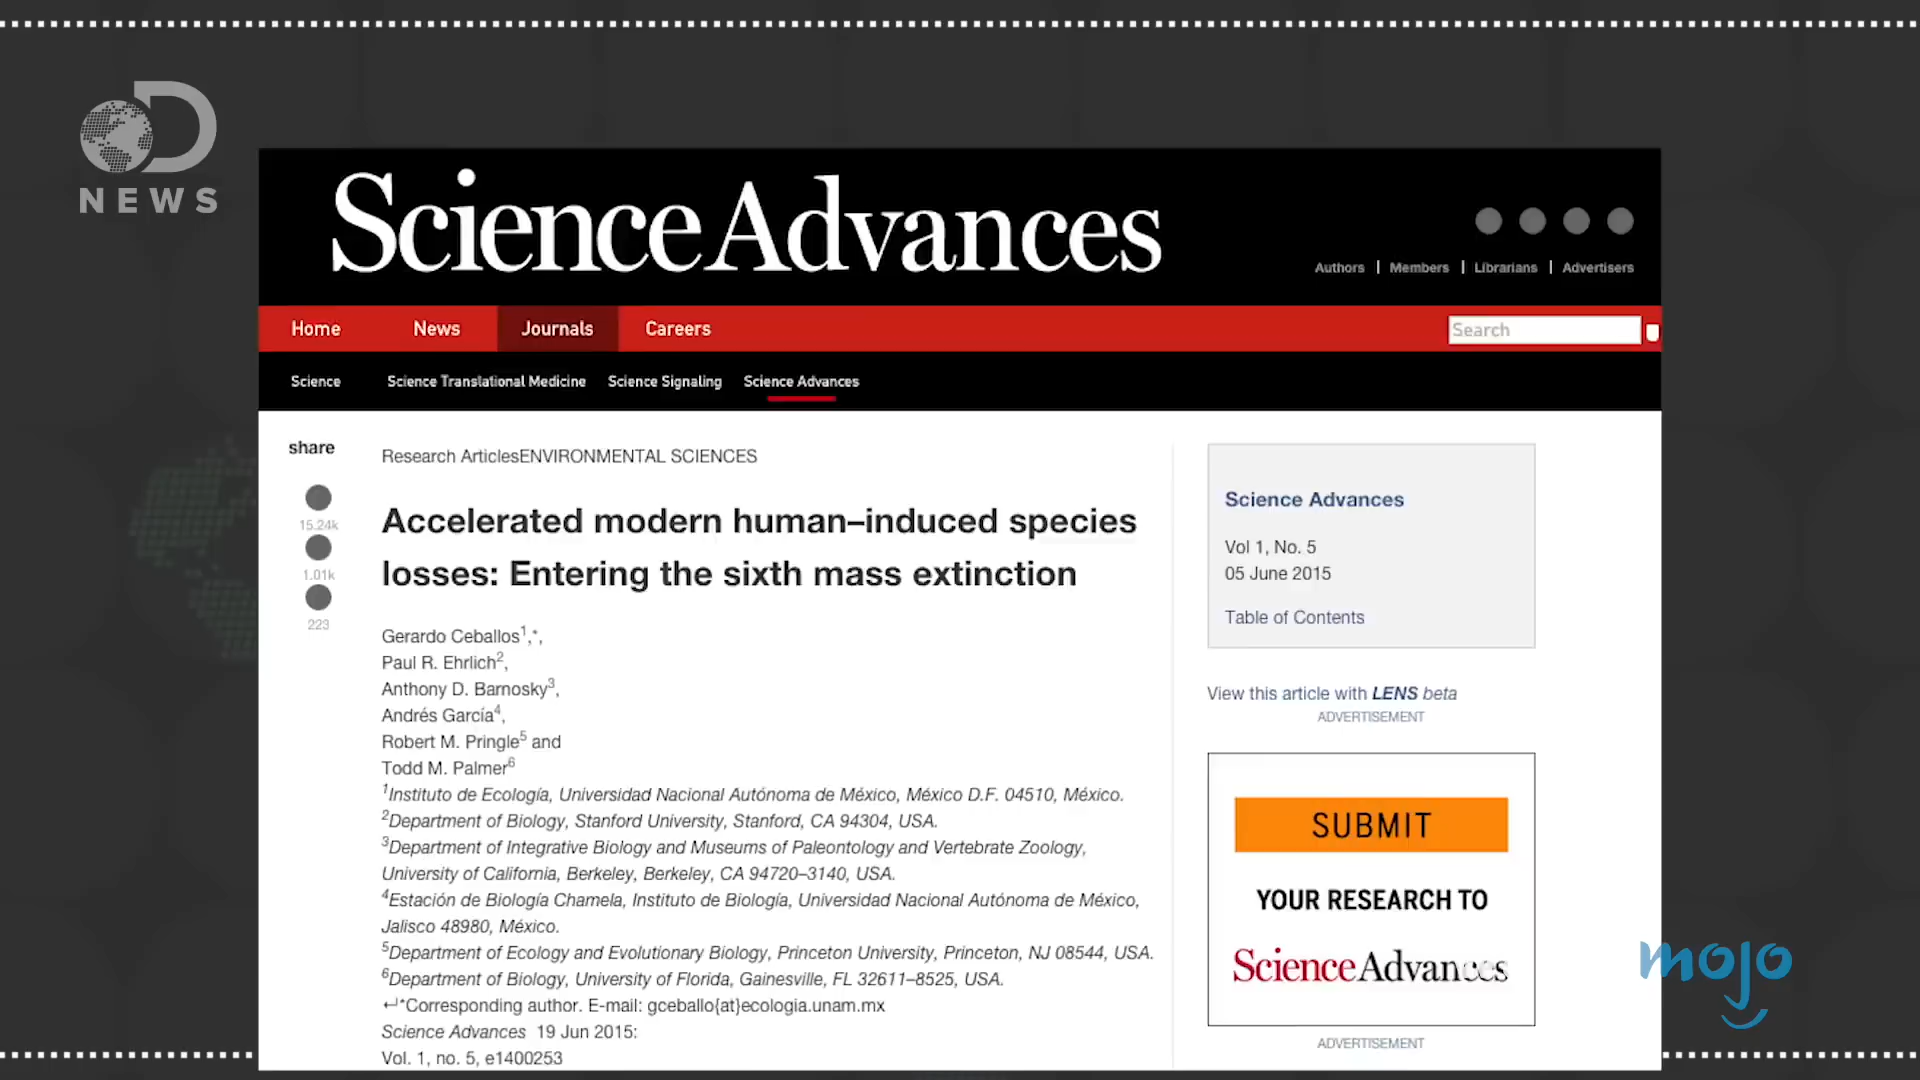 NEWS
Science Advances
Authors | Members | Librarians | Advertisers
Home News Journals Careers
Search
Science Science Translational Medicine Science Signaling Science Advances
share
15.24k
1.01k
223
Research ArticlesENVIRONMENTAL SCIENCES
Accelerated modern human–induced species
losses: Entering the sixth mass extinction
Gerardo Ceballos1,*,
Paul R. Ehrlich2,
Anthony D. Barnosky3,
Andrés García4,
Robert M. Pringle5 and
Todd M. Palmer6
1Instituto de Ecología, Universidad Nacional Autónoma de México, México D.F. 04510, México.
2Department of Biology, Stanford University, Stanford, CA 94304, USA.
3Department of Integrative Biology and Museums of Paleontology and Vertebrate Zoology,
University of California, Berkeley, Berkeley, CA 94720–3140, USA.
4Estación de Biología Chamela, Instituto de Biología, Universidad Nacional Autónoma de México,
Jalisco 48980, México.
5Department of Ecology and Evolutionary Biology, Princeton University, Princeton, NJ 08544, USA.
6Department of Biology, University of Florida, Gainesville, FL 32611–8525, USA.
↵*Corresponding author. E-mail: gceballo{at}ecologia.unam.mx
Science Advances 19 Jun 2015:
Vol. 1, no. 5, e1400253
Science Advances
Vol 1, No. 5
05 June 2015
Table of Contents
View this article with LENS beta
ADVERTISEMENT
SUBMIT
YOUR RESEARCH TO
Science Advances
ADVERTISEMENT
mojo